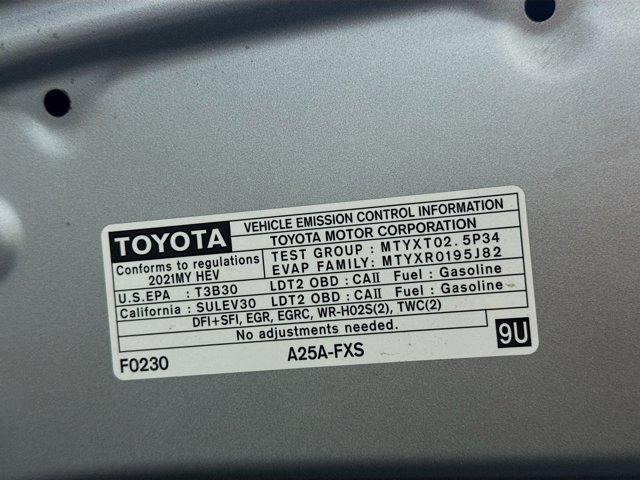 TOYOTA
VEHICLE EMISSION CONTROL INFORMATION
TOYOTA MOTOR CORPORATION
Conforms to regulations
2021MY HEV
TEST GROUP : MTYXT02.5P34
EVAP FAMILY: MTYXR0195J82
U.S.EPA : T3B30 LDT2 OBD : CAII Fuel : Gasoline
California : SULEV30 LDT2 OBD : CAII Fuel : Gasoline
DFI+SFI, EGR, EGRC, WR-HO2S(2), TWC(2)
No adjustments needed.
F0230 A25A-FXS 9U